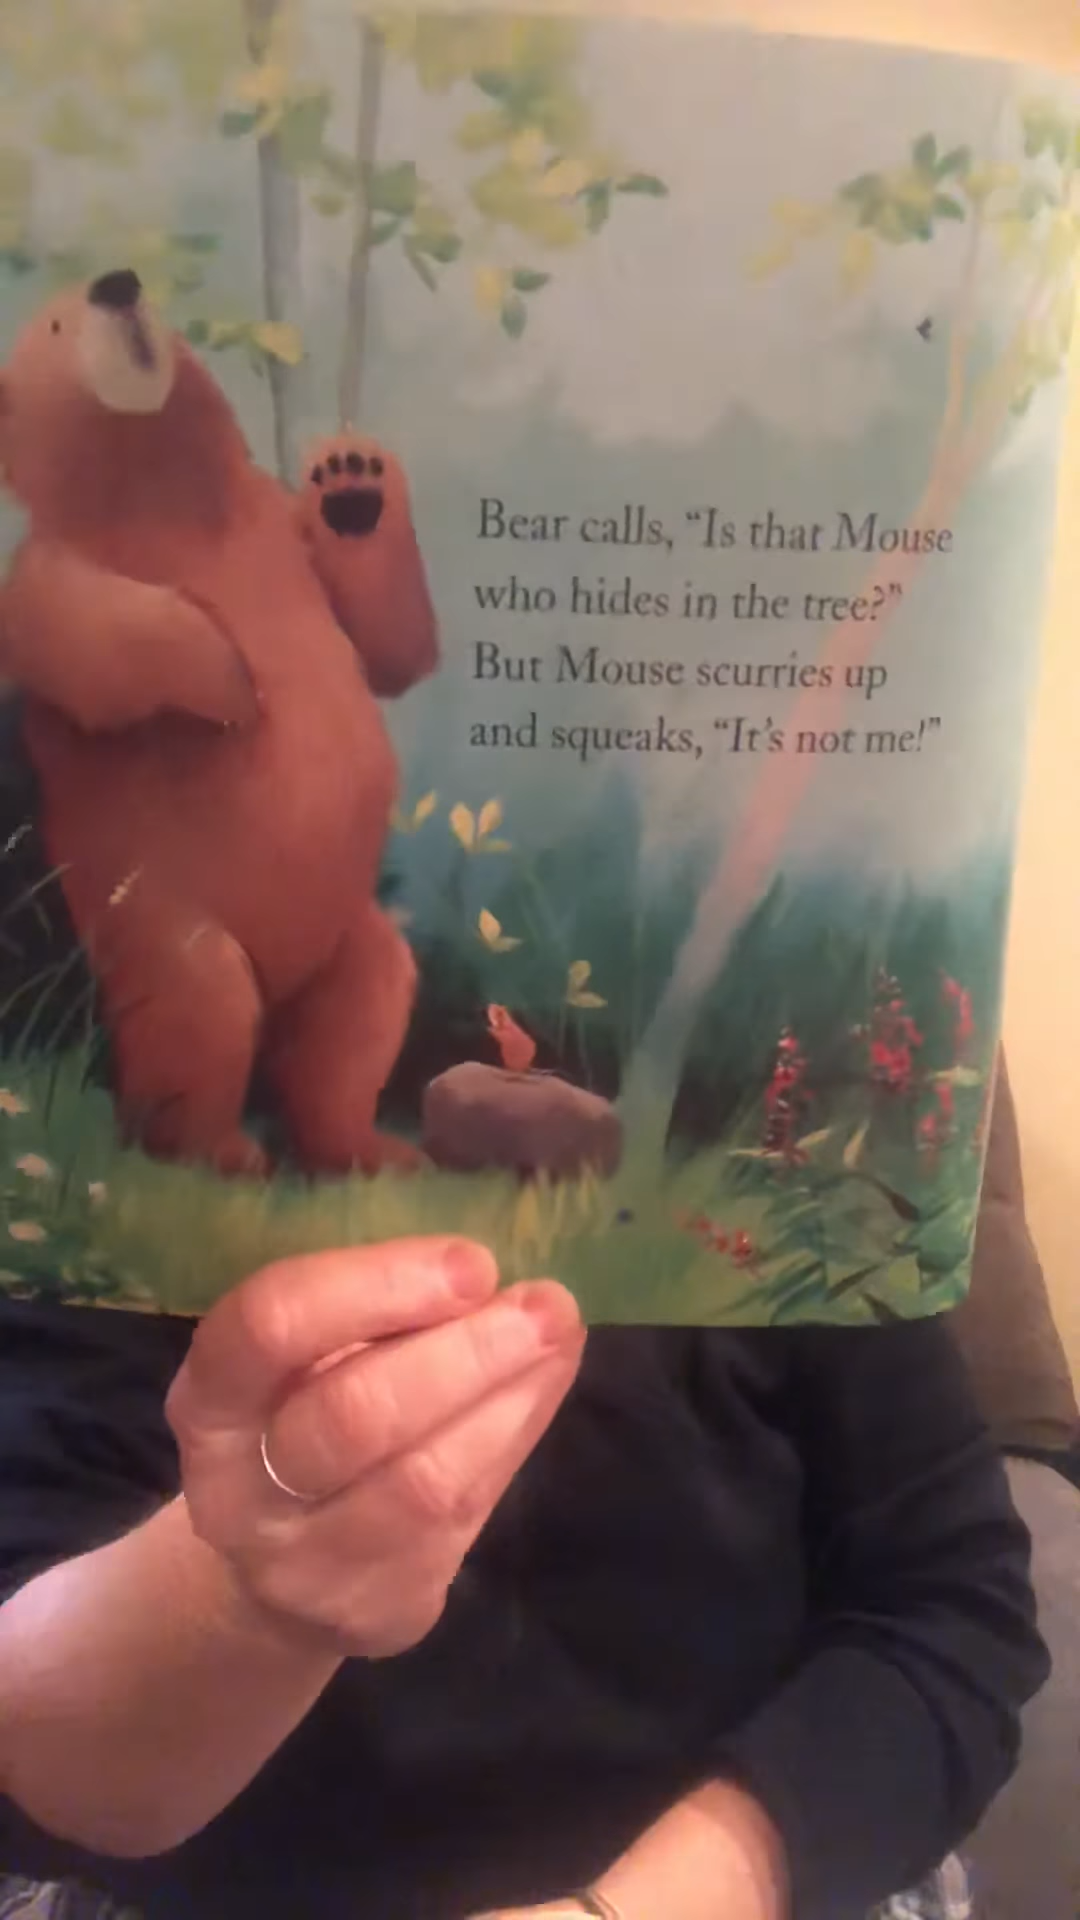 Bear calls, “Is that Mouse
who hides in the tree?”
But Mouse scurries up
and squeaks, “It’s not me!”